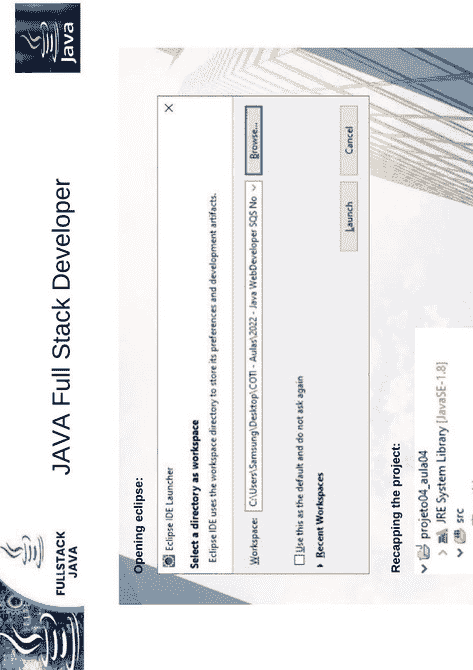 FULLSTACK
JAVA
JAVA Full Stack Developer
Java
Opening eclipse:
Eclipse IDE Launcher
Select a directory as workspace
Eclipse IDE uses the workspace directory to store its preferences and development artifacts.
Workspace: C:\Users\Samsung\Desktop\COTI - Aulas\2022 - Java WebDeveloper SQS No Browse...
Use this as the default and do not ask again
Recent Workspaces
Launch Cancel
Recapping the project:
projeto04_aula04
JRE System Library [JavaSE-1.8]
src